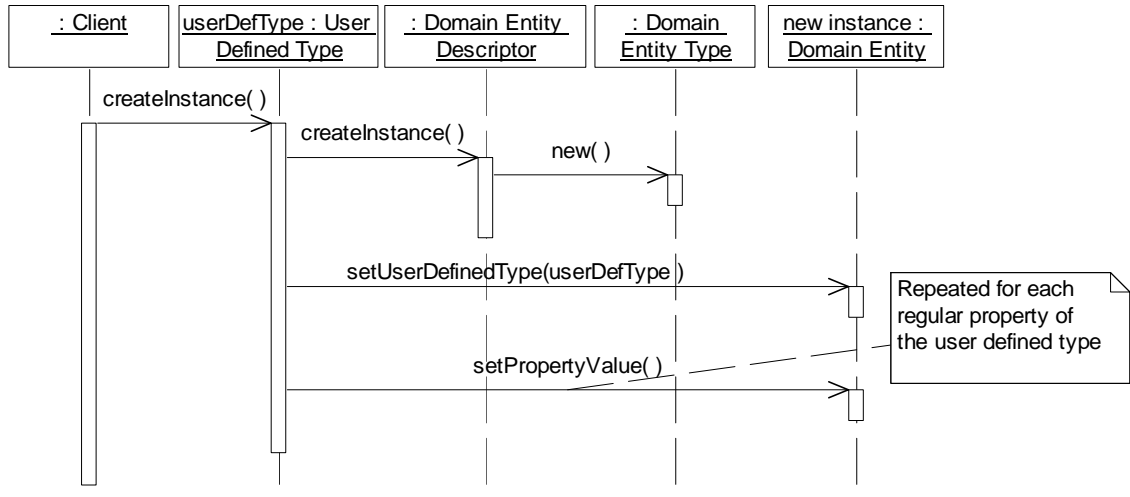 : Client
userDefType : User
Defined Type
: Domain Entity
Descriptor
: Domain
Entity Type
new instance :
Domain Entity
createInstance( )
createInstance( )
new( )
setUserDefinedType(userDefType )
Repeated for each
regular property of
the user defined type
setPropertyValue( )